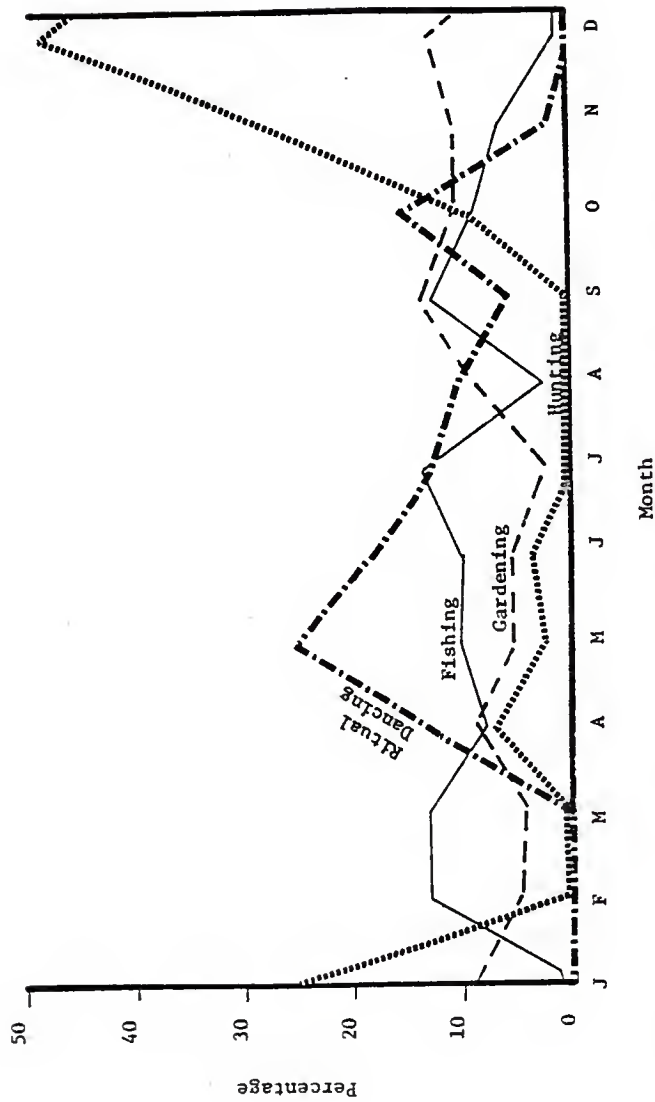 50
40
30
20
10
0
Percentage
Ritual
Dancing
Fishing
Gardening
Hunting
J F M A M J J A S O N D
Month